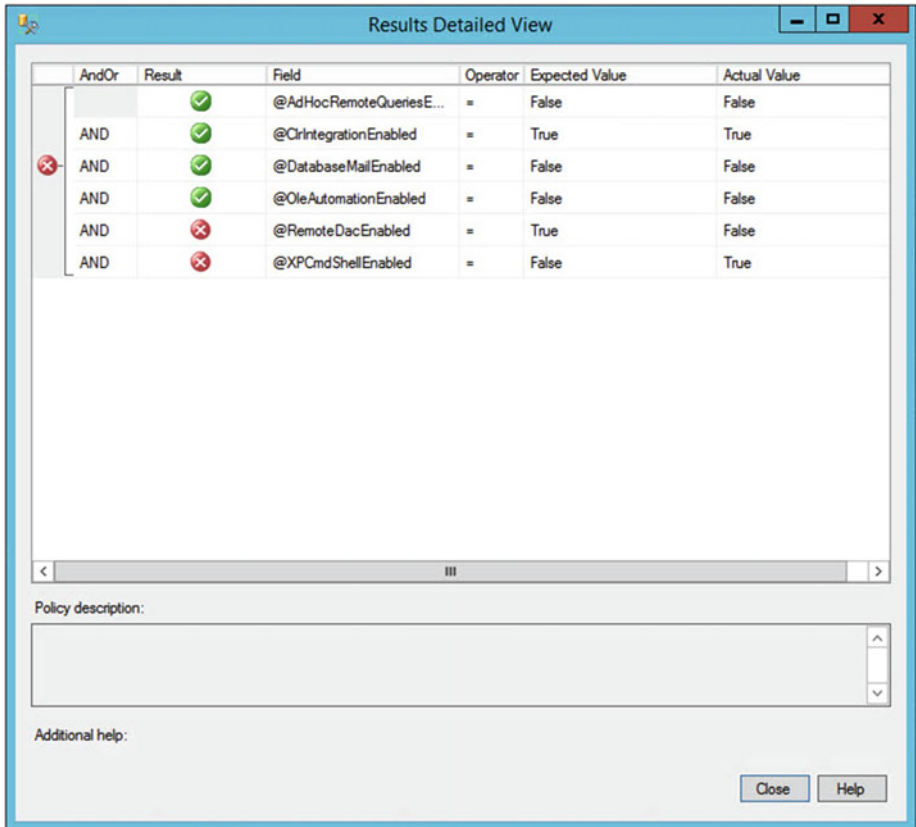 Results Detailed View
AndOr Result Field Operator Expected Value Actual Value
@AdHocRemoteQueriesE... = False False
AND @ClrIntegrationEnabled = True True
AND @DatabaseMailEnabled = False False
AND @OleAutomationEnabled = False False
AND @RemoteDacEnabled = True False
AND @XPCmdShellEnabled = False True
Policy description:
Additional help:
Close Help